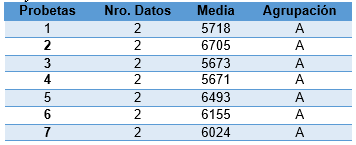 Probetas Nro. Datos Media Agrupación
1 2 5718 A
2 2 6705 A
3 2 5673 A
4 2 5671 A
5 2 6493 A
6 2 6155 A
7 2 6024 A